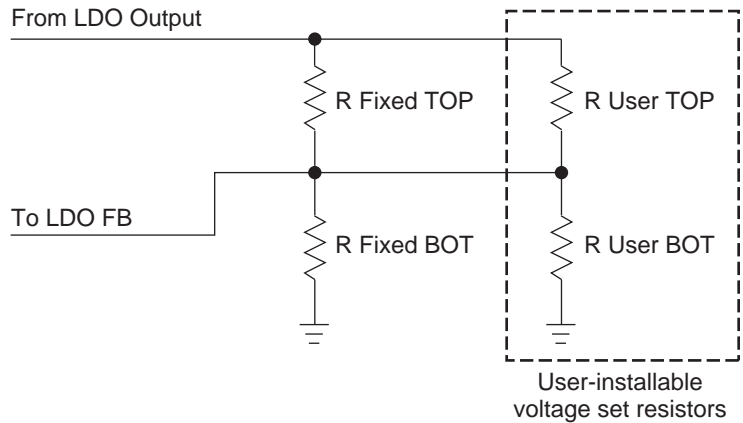 From LDO Output
R Fixed TOP
R User TOP
To LDO FB
R Fixed BOT
R User BOT
User-installable
voltage set resistors